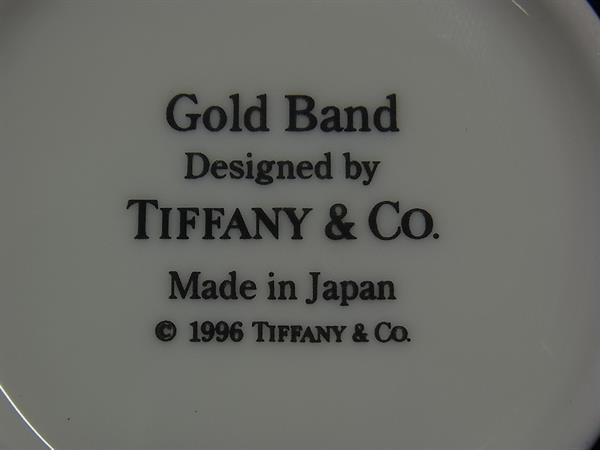 Gold Band
Designed by
TIFFANY & CO.
Made in Japan
© 1996 TIFFANY & CO.